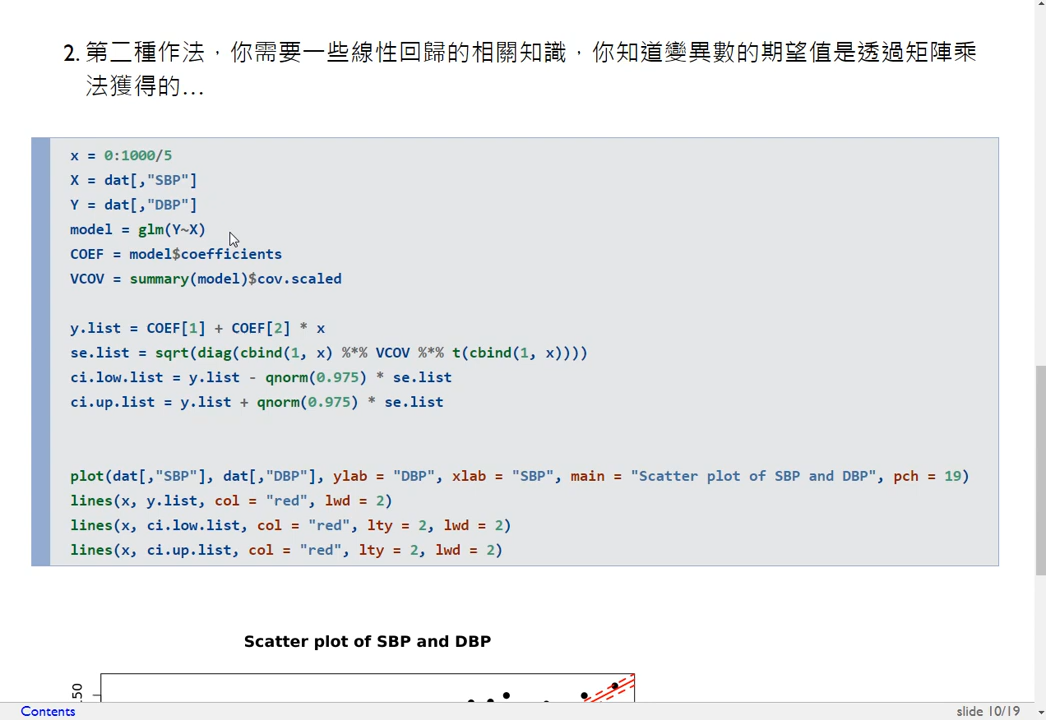 2. 第二種作法，你需要一些線性回歸的相關知識，你知道變異數的期望值是透過矩陣乘
法獲得的…
x = 0:1000/5
X = dat[,"SBP"]
Y = dat[,"DBP"]
model = glm(Y~X)
COEF = model$coefficients
VCOV = summary(model)$cov.scaled
y.list = COEF[1] + COEF[2] * x
se.list = sqrt(diag(cbind(1, x) %*% VCOV %*% t(cbind(1, x))))
ci.low.list = y.list - qnorm(0.975) * se.list
ci.up.list = y.list + qnorm(0.975) * se.list
plot(dat[,"SBP"], dat[,"DBP"], ylab = "DBP", xlab = "SBP", main = "Scatter plot of SBP and DBP", pch = 19)
lines(x, y.list, col = "red", lwd = 2)
lines(x, ci.low.list, col = "red", lty = 2, lwd = 2)
lines(x, ci.up.list, col = "red", lty = 2, lwd = 2)
Scatter plot of SBP and DBP
Contents
slide 10/19